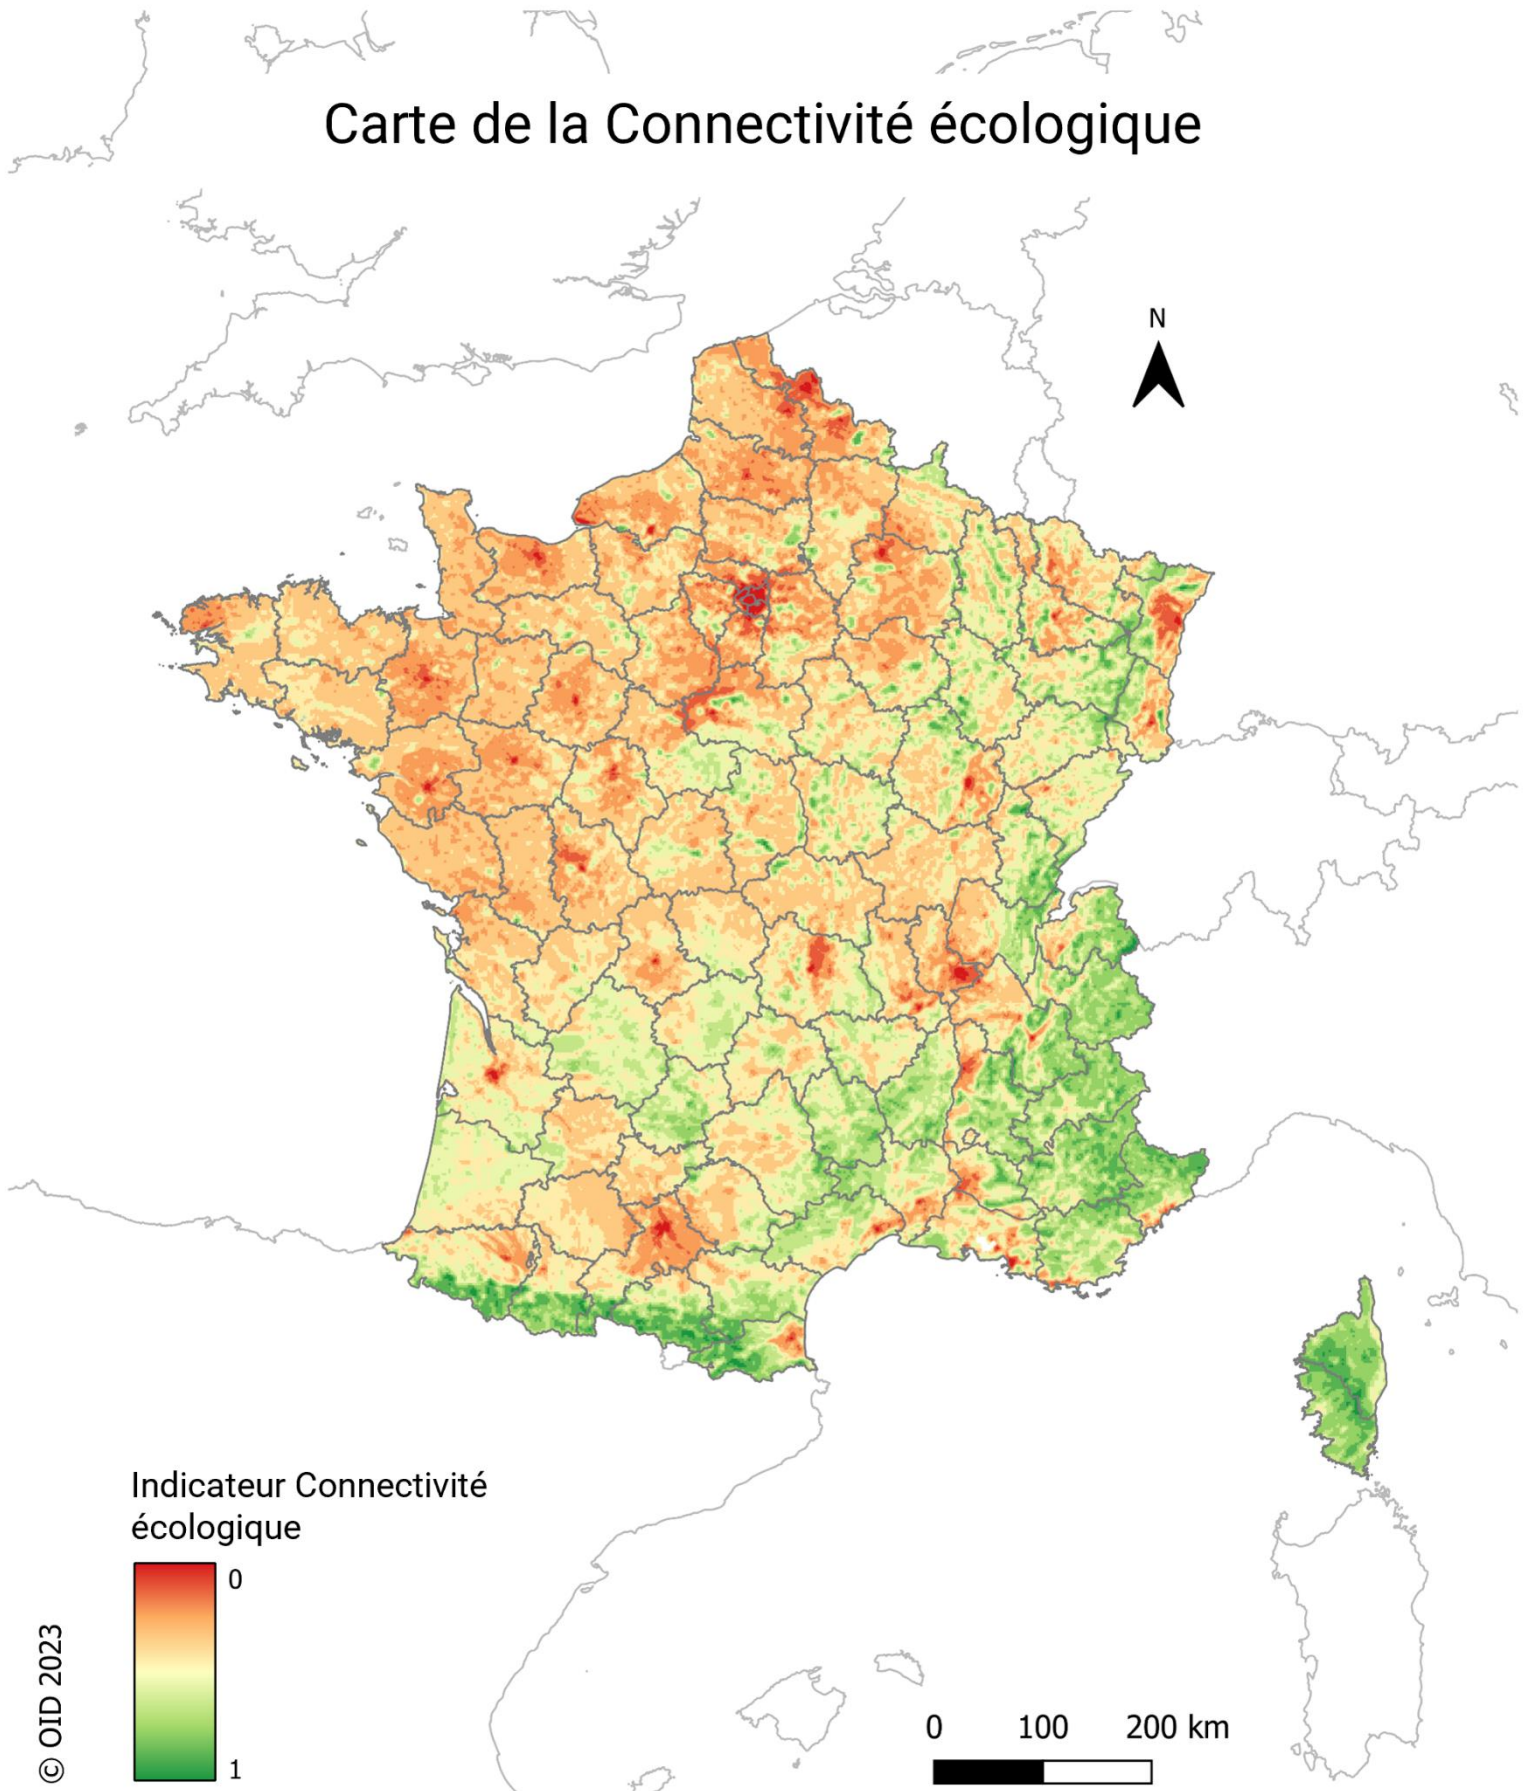 Carte de la Connectivité écologique
N
Indicateur Connectivité
écologique
0
1
© OID 2023
0 100 200 km